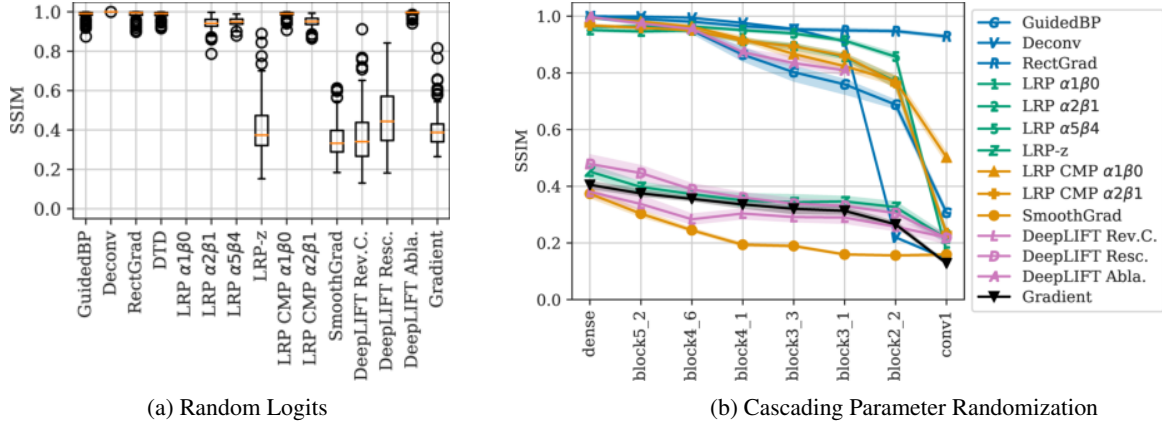 SSIM
1.0
0.8
0.6
0.4
0.2
0.0
GuidedBP
Deconv
RectGrad
DTD
LRP α1β0
LRP α2β1
LRP α5β4
LRP-z
LRP CMP α1β0
LRP CMP α2β1
SmoothGrad
DeepLIFT Rev.C.
DeepLIFT Resc.
DeepLIFT Abla.
Gradient
(a) Random Logits
SSIM
1.0
0.8
0.6
0.4
0.2
0.0
dense
block5_2
block4_6
block4_1
block3_3
block3_1
block2_2
conv1
GuidedBP
Deconv
RectGrad
LRP α1β0
LRP α2β1
LRP α5β4
LRP-z
LRP CMP α1β0
LRP CMP α2β1
SmoothGrad
DeepLIFT Rev.C.
DeepLIFT Resc.
DeepLIFT Abla.
Gradient
(b) Cascading Parameter Randomization